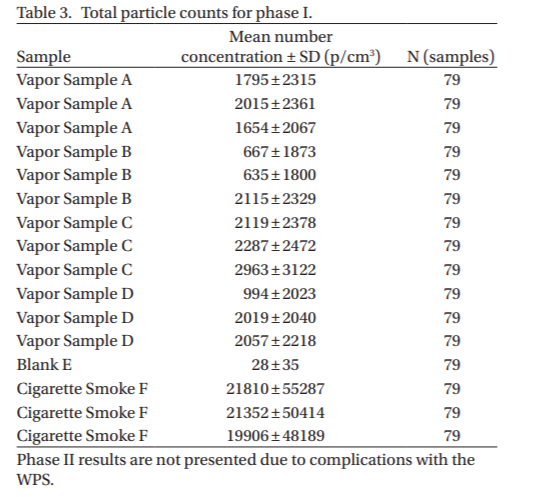 Table 3. Total particle counts for phase I.
Mean number
Sample concentration ± SD (p/cm³) N (samples)
Vapor Sample A 1795 ± 2315 79
Vapor Sample A 2015 ± 2361 79
Vapor Sample A 1654 ± 2067 79
Vapor Sample B 667 ± 1873 79
Vapor Sample B 635 ± 1800 79
Vapor Sample B 2115 ± 2329 79
Vapor Sample C 2119 ± 2378 79
Vapor Sample C 2287 ± 2472 79
Vapor Sample C 2963 ± 3122 79
Vapor Sample D 994 ± 2023 79
Vapor Sample D 2019 ± 2040 79
Vapor Sample D 2057 ± 2218 79
Blank E 28 ± 35 79
Cigarette Smoke F 21810 ± 55287 79
Cigarette Smoke F 21352 ± 50414 79
Cigarette Smoke F 19906 ± 48189 79
Phase II results are not presented due to complications with the
WPS.